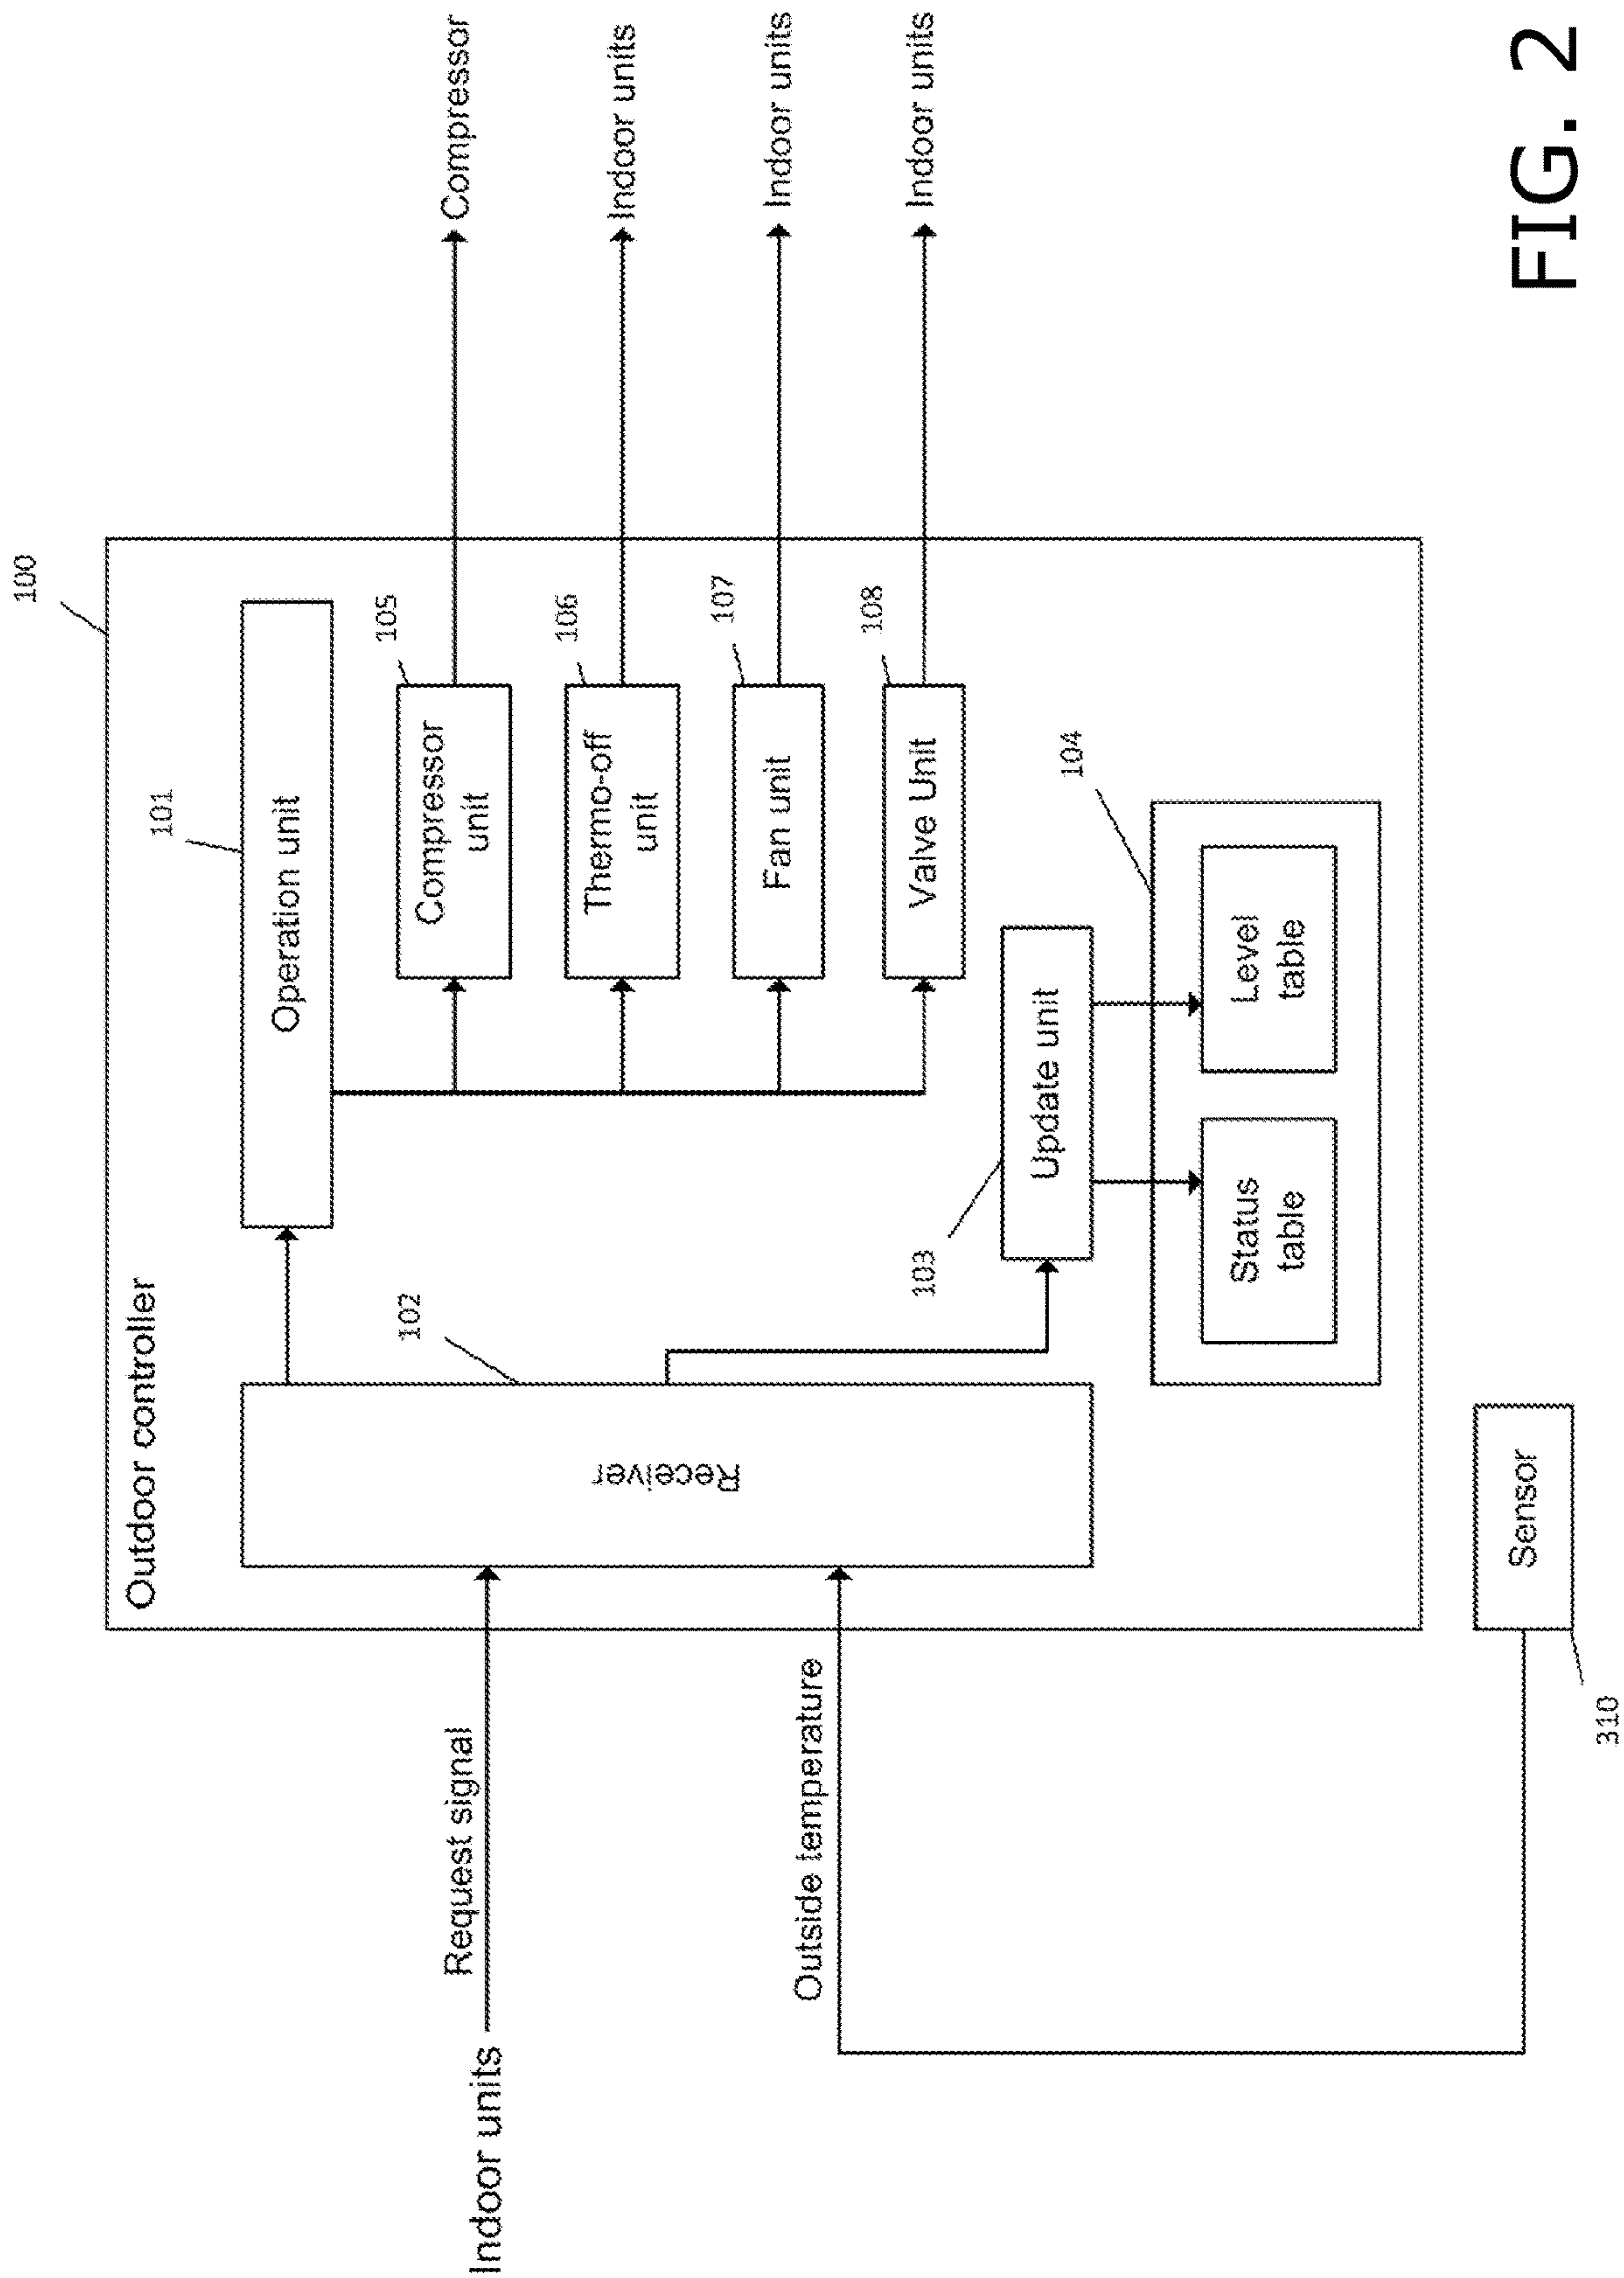 100
Outdoor controller
101
Operation unit
102
Receiver
105
Compressor
unit
Compressor
106
Thermo-off
unit
Indoor units
107
Fan unit
Indoor units
108
Valve Unit
Indoor units
Indoor units
Request signal
Outside temperature
103
Update unit
104
Status
table
Level
table
Sensor
310
FIG. 2